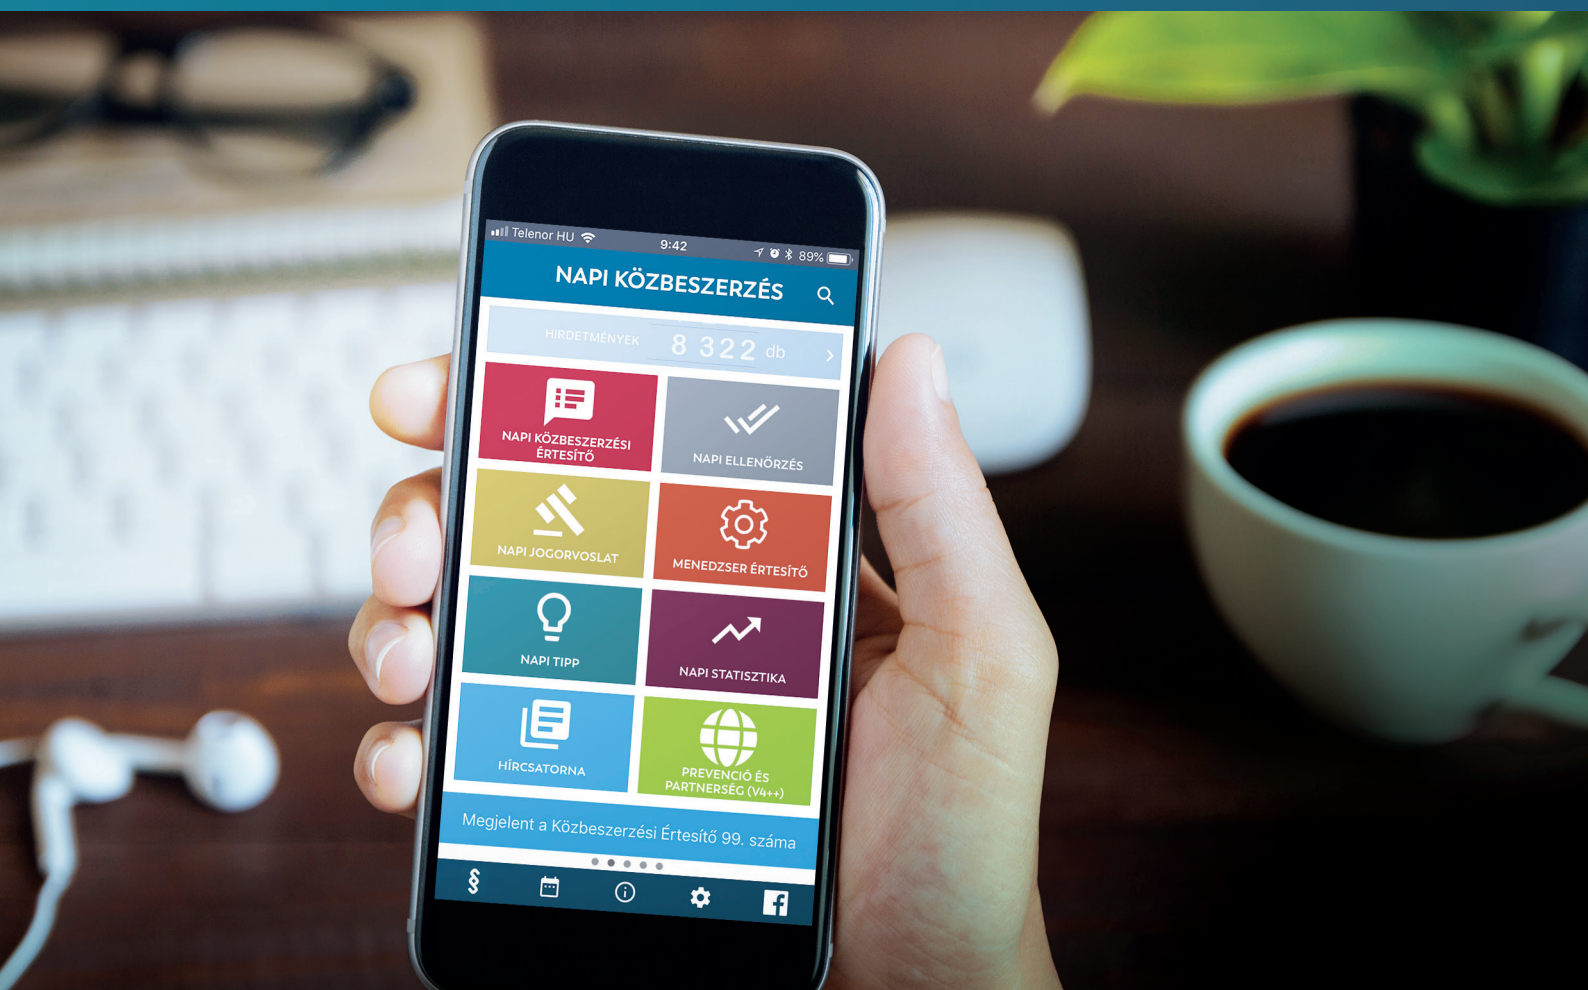 Telenor HU 9:42 89%
NAPI KÖZBESZERZÉS
HIRDETMÉNYEK 8 322 db
NAPI KÖZBESZERZÉSI
ÉRTESÍTŐ
NAPI ELLENŐRZÉS
NAPI JOGORVOSLAT
MENEDZSER ÉRTESÍTŐ
NAPI TIPP
NAPI STATISZTIKA
HÍRCSATORNA
PREVENCIÓ ÉS
PARTNERSÉG (V4++)
Megjelent a Közbeszerzési Értesítő 99. száma
§